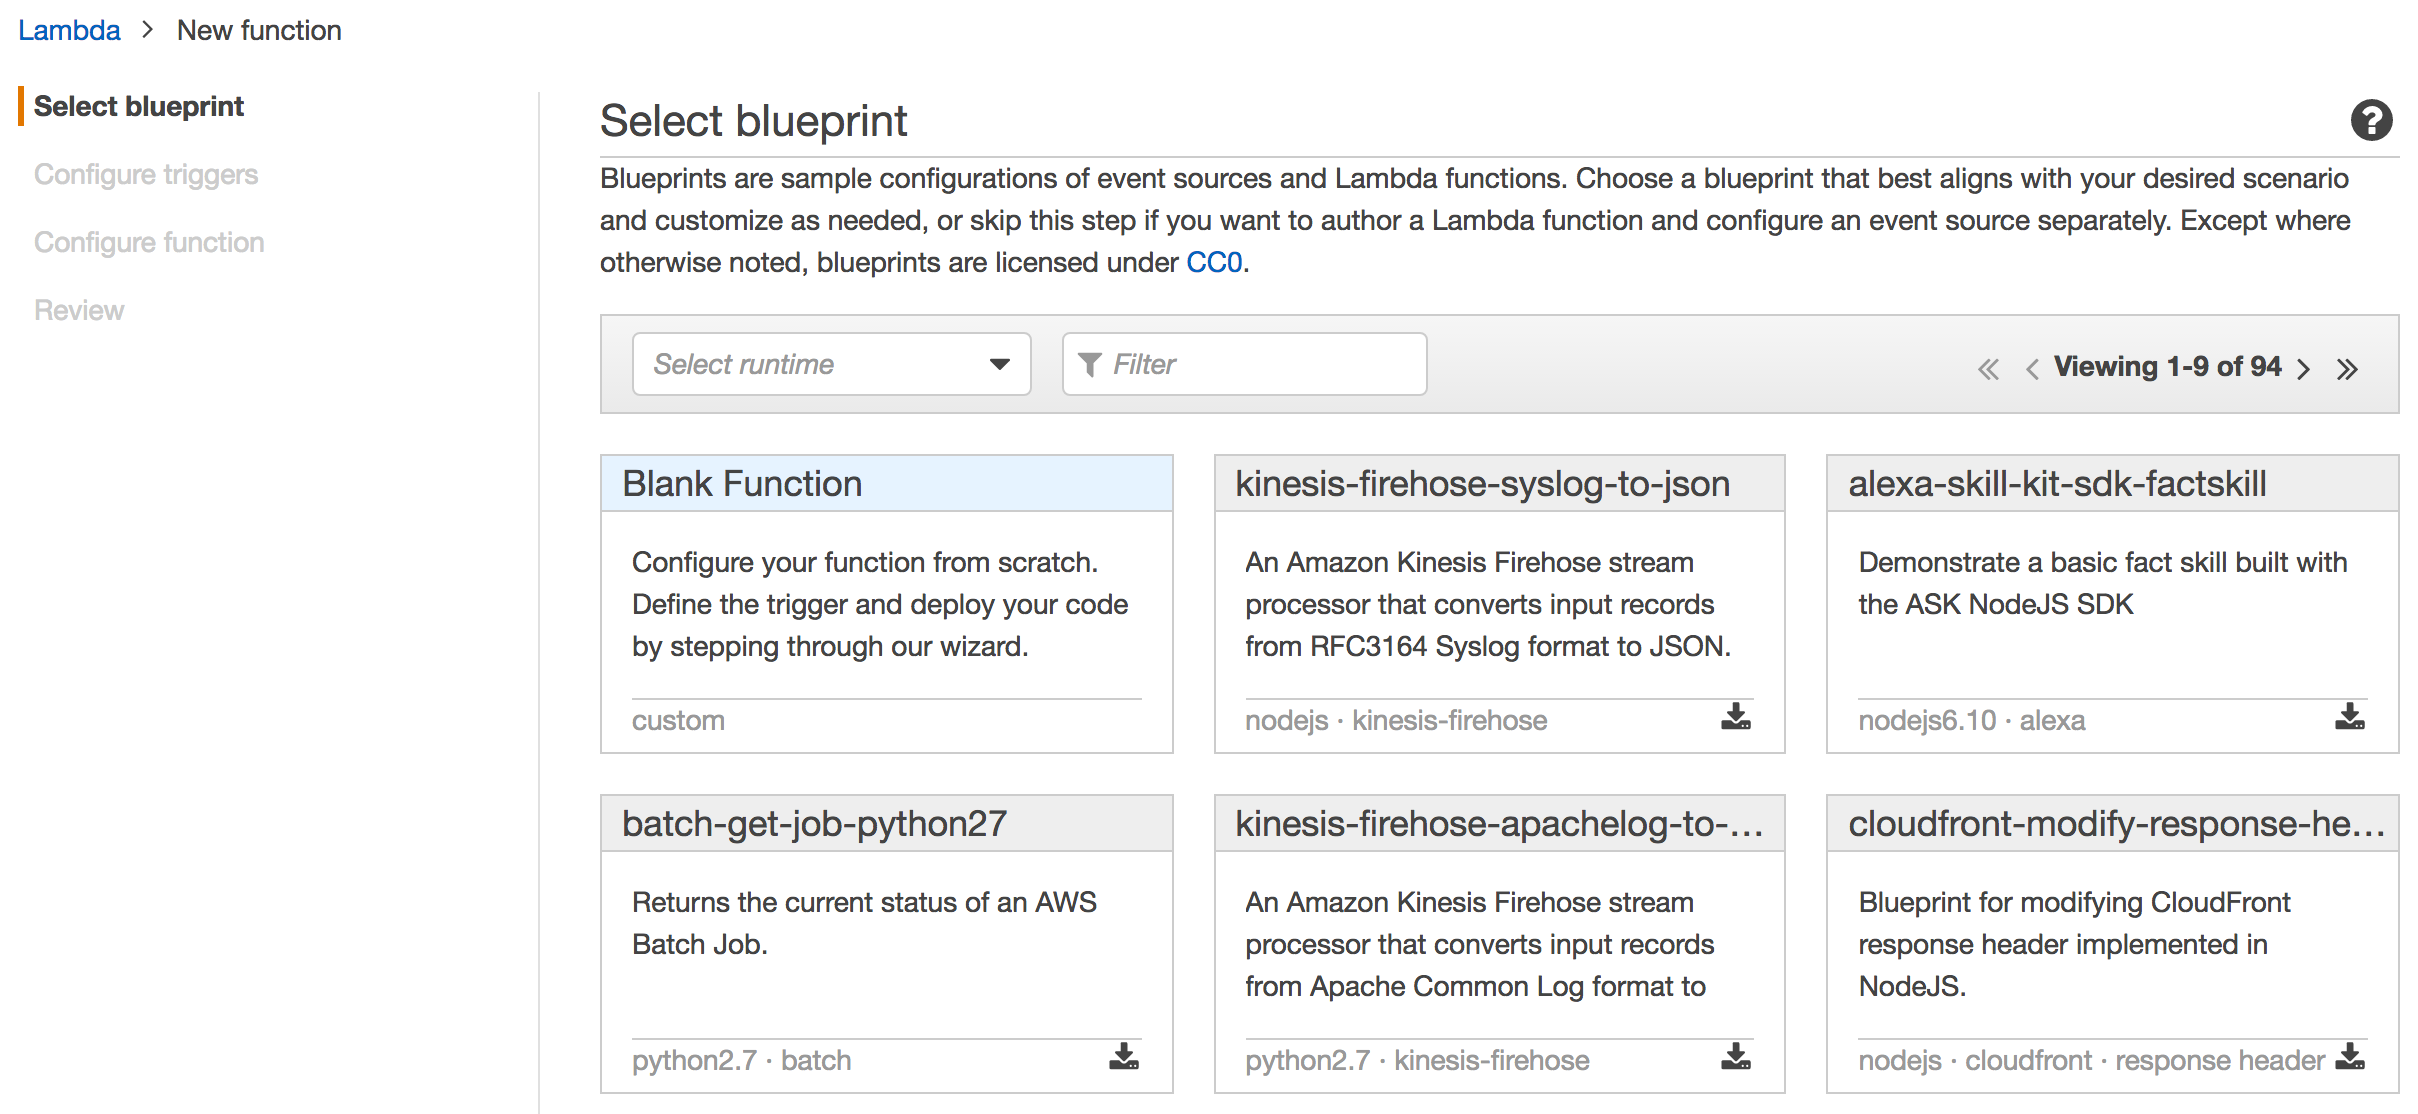 Lambda > New function
Select blueprint
Configure triggers
Configure function
Review
Select blueprint
Blueprints are sample configurations of event sources and Lambda functions. Choose a blueprint that best aligns with your desired scenario
and customize as needed, or skip this step if you want to author a Lambda function and configure an event source separately. Except where
otherwise noted, blueprints are licensed under CC0.
Select runtime
Filter
« < Viewing 1-9 of 94 > »
Blank Function
Configure your function from scratch.
Define the trigger and deploy your code
by stepping through our wizard.
custom
kinesis-firehose-syslog-to-json
An Amazon Kinesis Firehose stream
processor that converts input records
from RFC3164 Syslog format to JSON.
nodejs · kinesis-firehose
alexa-skill-kit-sdk-factskill
Demonstrate a basic fact skill built with
the ASK NodeJS SDK
nodejs6.10 · alexa
batch-get-job-python27
Returns the current status of an AWS
Batch Job.
python2.7 · batch
kinesis-firehose-apachelog-to-...
An Amazon Kinesis Firehose stream
processor that converts input records
from Apache Common Log format to
python2.7 · kinesis-firehose
cloudfront-modify-response-he...
Blueprint for modifying CloudFront
response header implemented in
NodeJS.
nodejs · cloudfront · response header